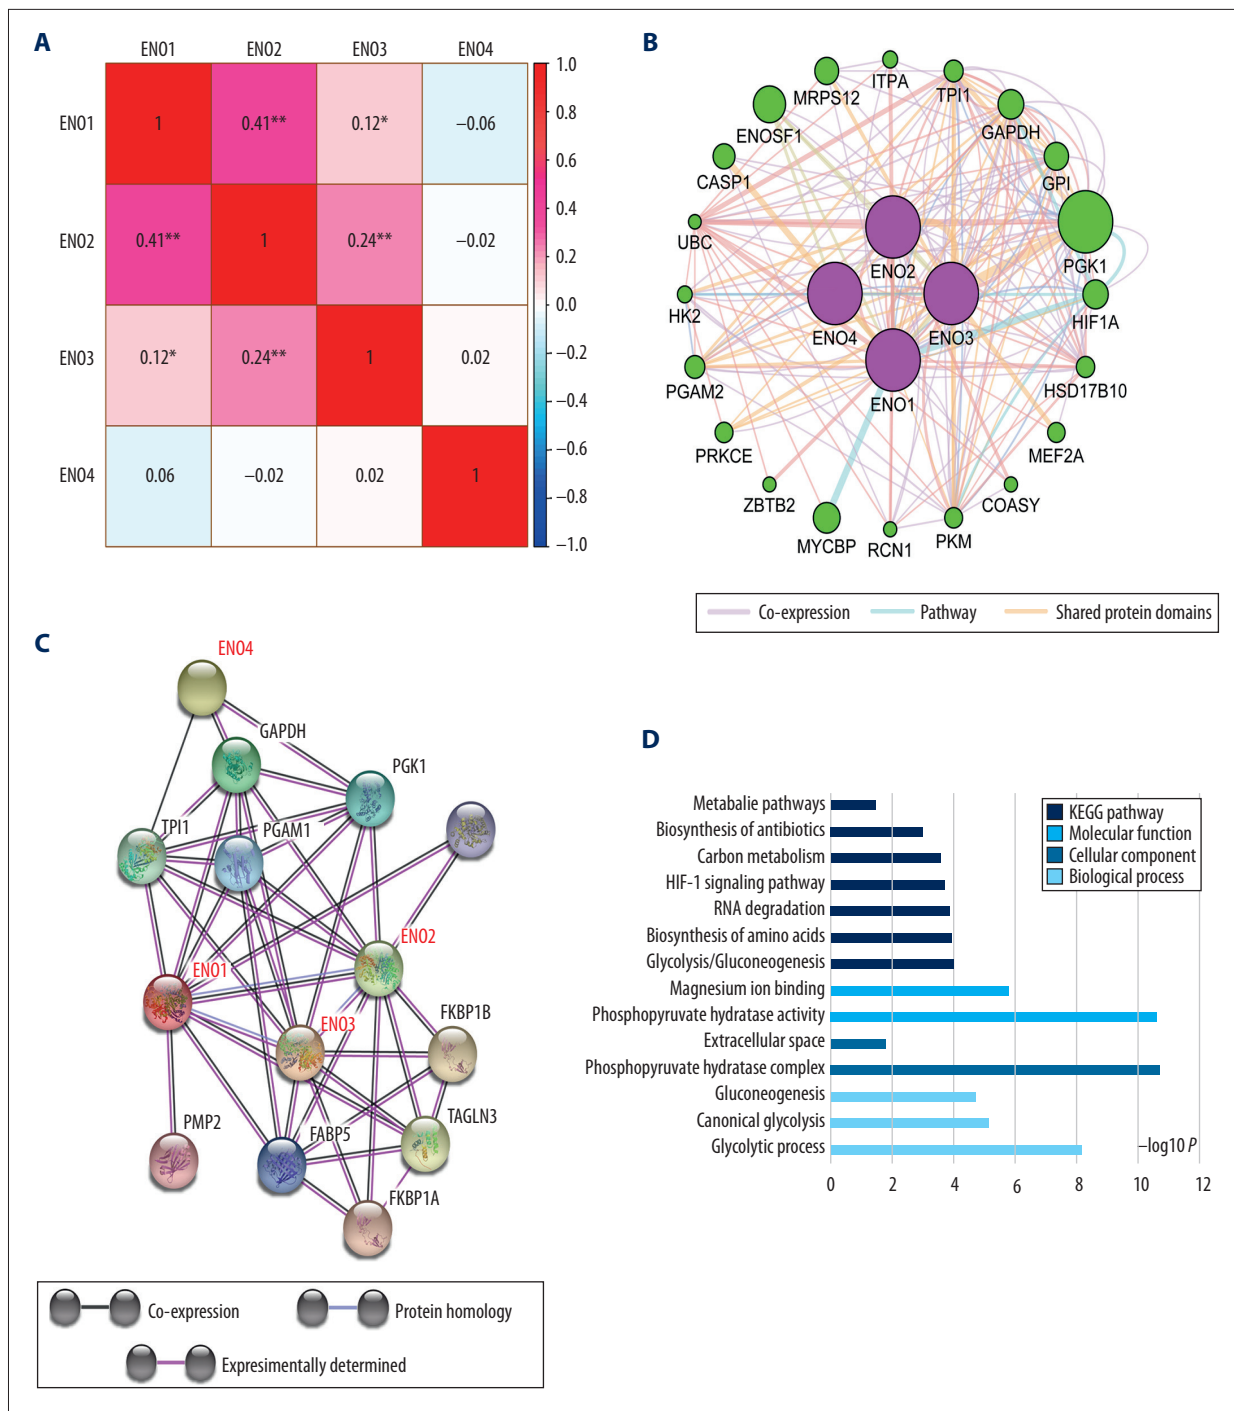 A
ENO1 ENO2 ENO3 ENO4
ENO1 1 0.41** 0.12* −0.06
ENO2 0.41** 1 0.24** −0.02
ENO3 0.12* 0.24** 1 0.02
ENO4 0.06 −0.02 0.02 1
1.0
0.8
0.6
0.4
0.2
0.0
−0.2
−0.4
−0.6
−0.8
−1.0
B
ITPA
MRPS12
TPI1
ENOSF1
GAPDH
CASP1
GPI
UBC
ENO2
PGK1
HK2
ENO4
ENO3
HIF1A
PGAM2
ENO1
HSD17B10
PRKCE
MEF2A
ZBTB2
COASY
MYCBP
RCN1
PKM
Co-expression Pathway Shared protein domains
C
ENO4
GAPDH
PGK1
TPI1
PGAM1
ENO2
ENO1
ENO3
FKBP1B
PMP2
FABP5
TAGLN3
FKBP1A
Co-expression Protein homology
Expresimentally determined
D
Metabalie pathways
Biosynthesis of antibiotics
Carbon metabolism
HIF-1 signaling pathway
RNA degradation
Biosynthesis of amino acids
Glycolysis/Gluconeogenesis
Magnesium ion binding
Phosphopyruvate hydratase activity
Extracellular space
Phosphopyruvate hydratase complex
Gluconeogenesis
Canonical glycolysis
Glycolytic process
KEGG pathway
Molecular function
Cellular component
Biological process
−log10 P
0 2 4 6 8 10 12